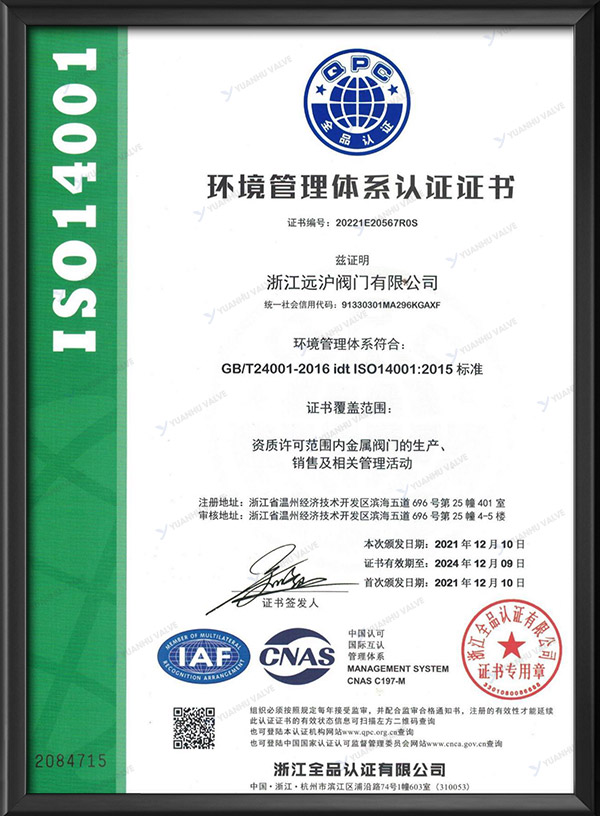 ISO14001
QPC
全品认证
环境管理体系认证证书
证书编号：20221E20567R0S
兹证明
浙江远沪阀门有限公司
统一社会信用代码：91330301MA296KGAXF
环境管理体系符合：
GB/T24001-2016 idt ISO14001:2015 标准
证书覆盖范围：
资质许可范围内金属阀门的生产、
销售及相关管理活动
注册地址：浙江省温州经济技术开发区滨海五道 696 号第 25 幢 401 室
审核地址：浙江省温州经济技术开发区滨海五道 696 号第 25 幢 4-5 楼
本次颁发日期：2021 年 12 月 10 日
证书有效期至：2024 年 12 月 09 日
首次颁发日期：2021 年 12 月 10 日
证书签发人
MEMBER OF MULTILATERAL
IAF
RECOGNITION ARRANGEMENT
CNAS
中国认可
国际互认
管理体系
MANAGEMENT SYSTEM
CNAS C197-M
浙江全品认证有限公司
证书专用章
组织必须按照规定每年接受监审，并配合监审合格通知书，注册的有效性才能延续
此认证证书的有效状态信息可扫描左方二维码查询
也可登陆本认证机构网站www.qpc.org.cn查询
也可登陆中国国家认证认可监督管理委员会网站www.cnca.gov.cn查询
2084715
浙江全品认证有限公司
中国·浙江·杭州市滨江区浦沿路74号1幢603室（310053）
YUANHU VALVE